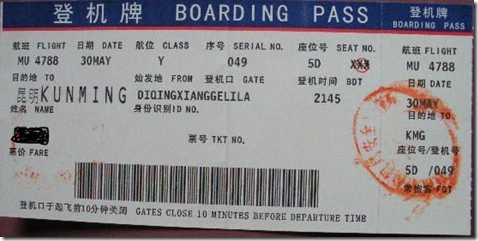 登机牌 BOARDING PASS
登机牌
BOARDING PASS
航班 FLIGHT 日期 DATE 航位 CLASS 序号 SERIAL NO. 座位号 SEAT NO.
MU 4788 30MAY Y 049 5D
目的地 TO 始发地 FROM 登机口 GATE 登机时间 BDT
昆明 KUNMING DIQINGXIANGGELILA 2145
姓名 NAME 身份识别 ID NO.
票号 TKT NO.
票价 FARE
登机口于起飞前10分钟关闭 GATES CLOSE 10 MINUTES BEFORE DEPARTURE TIME
航班 FLIGHT
MU 4788
日期 DATE
30MAY
目的地 TO
KMG
座位号/登机号
5D /049